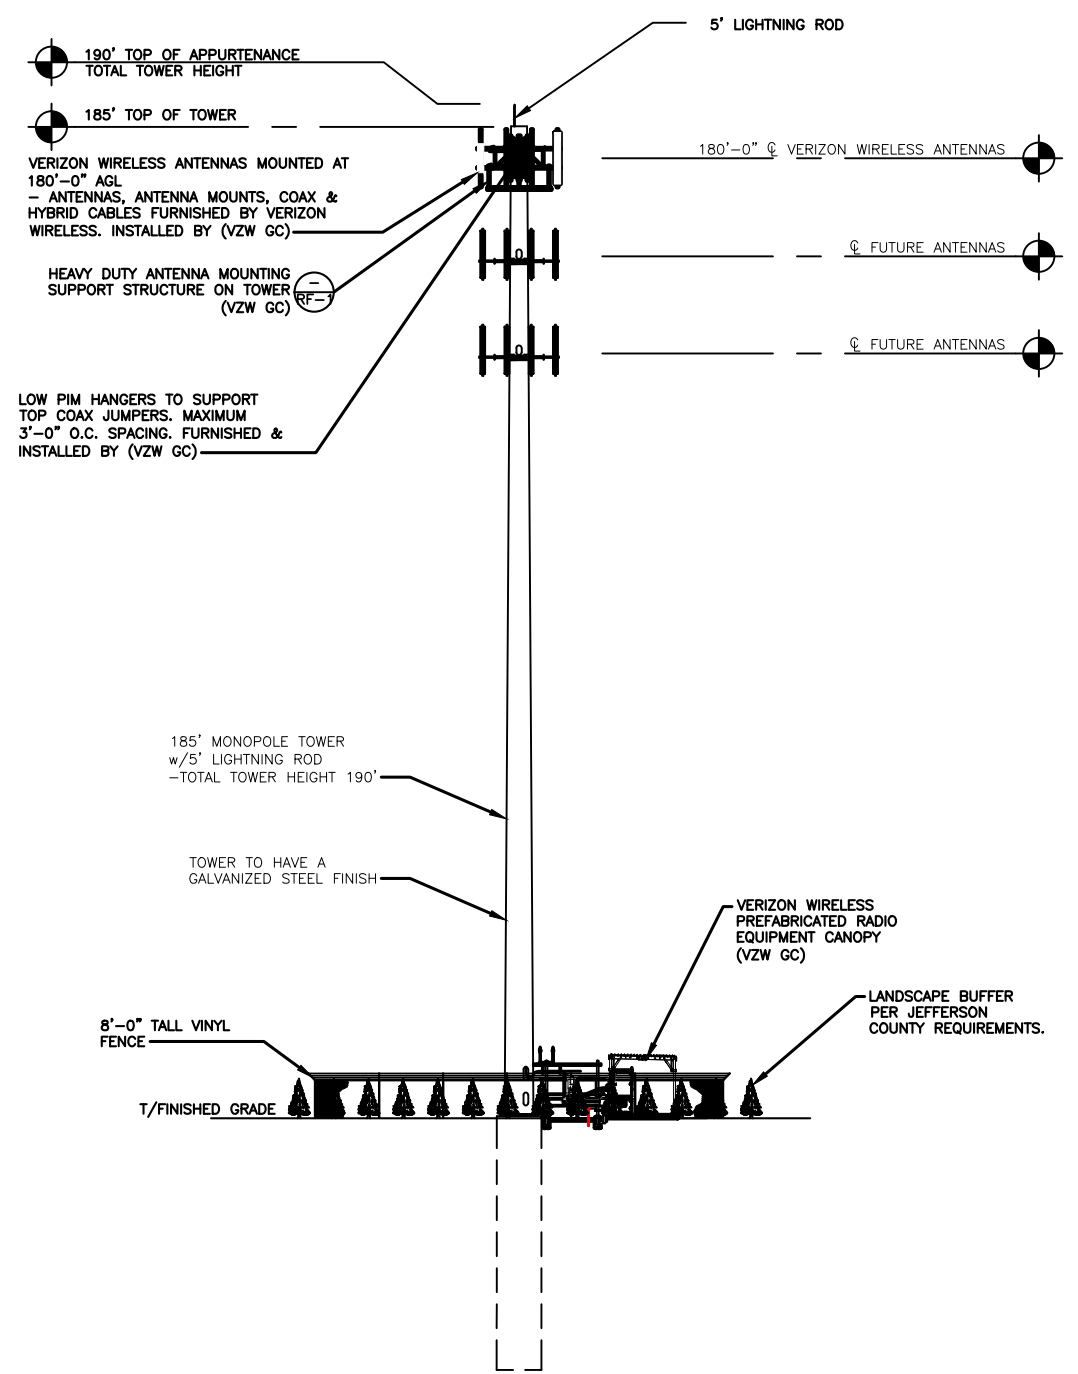 5' LIGHTNING ROD
190' TOP OF APPURTENANCE
TOTAL TOWER HEIGHT
185' TOP OF TOWER
180'-0" ℄ VERIZON WIRELESS ANTENNAS
VERIZON WIRELESS ANTENNAS MOUNTED AT
180'-0" AGL
- ANTENNAS, ANTENNA MOUNTS, COAX &
HYBRID CABLES FURNISHED BY VERIZON
WIRELESS. INSTALLED BY (VZW GC)
℄ FUTURE ANTENNAS
HEAVY DUTY ANTENNA MOUNTING
SUPPORT STRUCTURE ON TOWER
(VZW GC)
-
RF-1
℄ FUTURE ANTENNAS
LOW PIM HANGERS TO SUPPORT
TOP COAX JUMPERS. MAXIMUM
3'-0" O.C. SPACING. FURNISHED &
INSTALLED BY (VZW GC)
185' MONOPOLE TOWER
w/5' LIGHTNING ROD
-TOTAL TOWER HEIGHT 190'
TOWER TO HAVE A
GALVANIZED STEEL FINISH
VERIZON WIRELESS
PREFABRICATED RADIO
EQUIPMENT CANOPY
(VZW GC)
LANDSCAPE BUFFER
PER JEFFERSON
COUNTY REQUIREMENTS.
8'-0" TALL VINYL
FENCE
T/FINISHED GRADE